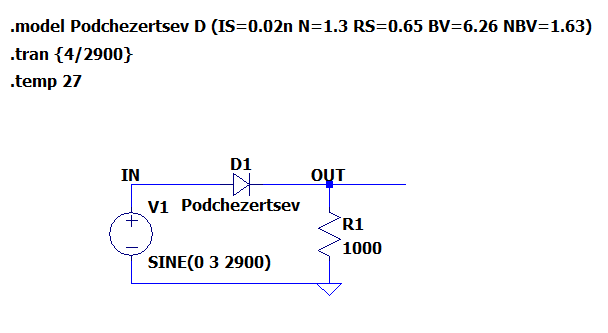 .model Podchezertsev D (IS=0.02n N=1.3 RS=0.65 BV=6.26 NBV=1.63)
.tran {4/2900}
.temp 27
D1
IN
OUT
V1
Podchezertsev
R1
1000
SINE(0 3 2900)